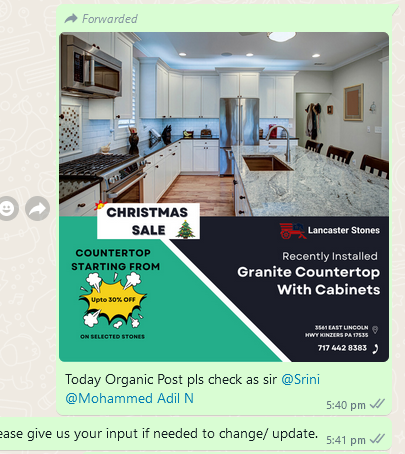 Forwarded
CHRISTMAS
SALE
Lancaster Stones
COUNTERTOP
STARTING FROM
Upto 30% OFF
ON SELECTED STONES
Recently Installed
Granite Countertop
With Cabinets
3561 EAST LINCOLN
HWY KINZERS PA 17535
717 442 8383
Today Organic Post pls check as sir @Srini
@Mohammed Adil N
5:40 pm
ease give us your input if needed to change/ update.
5:41 pm